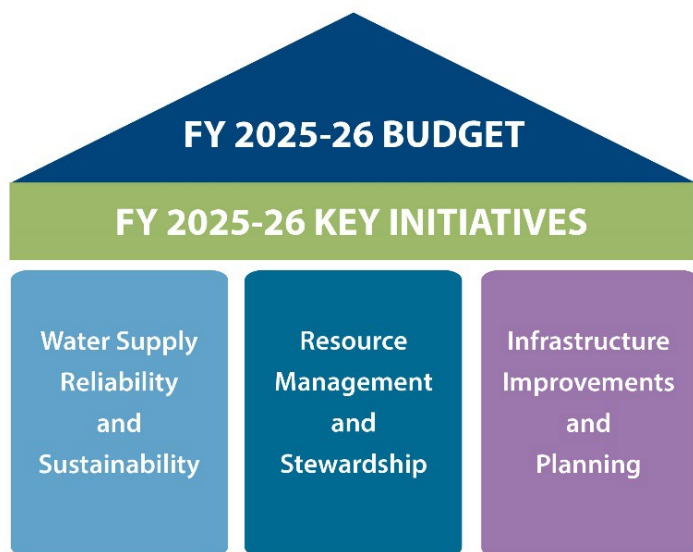 FY 2025-26 BUDGET
FY 2025-26 KEY INITIATIVES
Water Supply
Reliability
and
Sustainability
Resource
Management
and
Stewardship
Infrastructure
Improvements
and
Planning